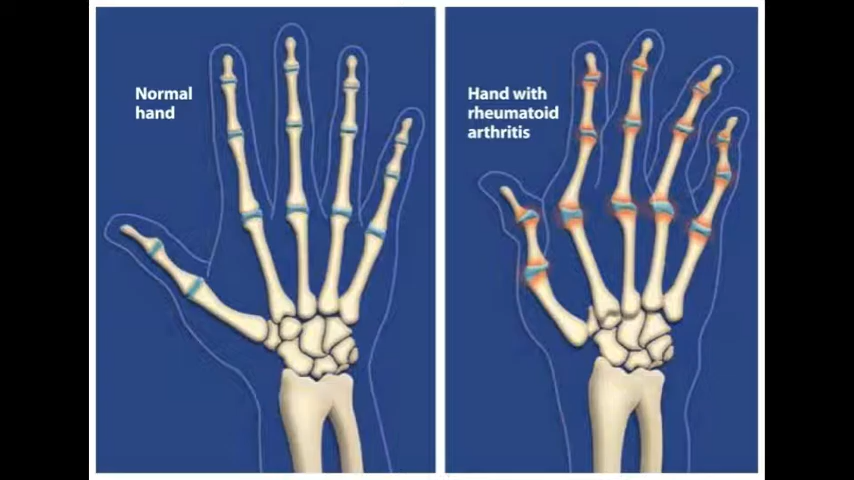 Normal
hand
Hand with
rheumatoid
arthritis